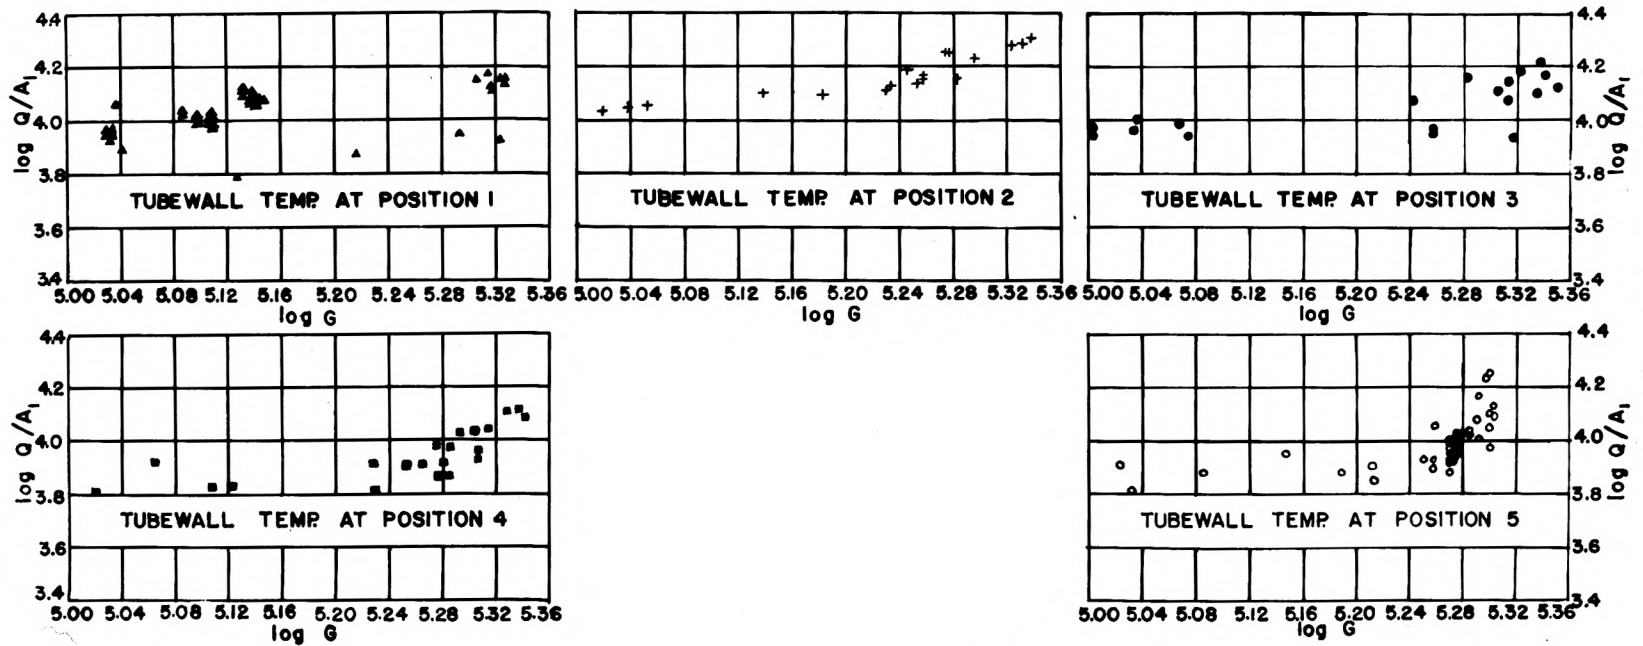 4.4
4.2
4.0
3.8
3.6
3.4
log Q/A₁
TUBEWALL TEMP. AT POSITION 1
5.00 5.04 5.08 5.12 5.16 5.20 5.24 5.28 5.32 5.36
log G
TUBEWALL TEMP. AT POSITION 2
5.00 5.04 5.08 5.12 5.16 5.20 5.24 5.28 5.32 5.36
log G
4.4
4.2
4.0
3.8
3.6
3.4
log Q/A₁
TUBEWALL TEMP. AT POSITION 3
5.00 5.04 5.08 5.12 5.16 5.20 5.24 5.28 5.32 5.36
log G
4.4
4.2
4.0
3.8
3.6
3.4
log Q/A₁
TUBEWALL TEMP. AT POSITION 4
5.00 5.04 5.08 5.12 5.16 5.20 5.24 5.28 5.32 5.36
log G
4.4
4.2
4.0
3.8
3.6
3.4
log Q/A₁
TUBEWALL TEMP. AT POSITION 5
5.00 5.04 5.08 5.12 5.16 5.20 5.24 5.28 5.32 5.36
log G